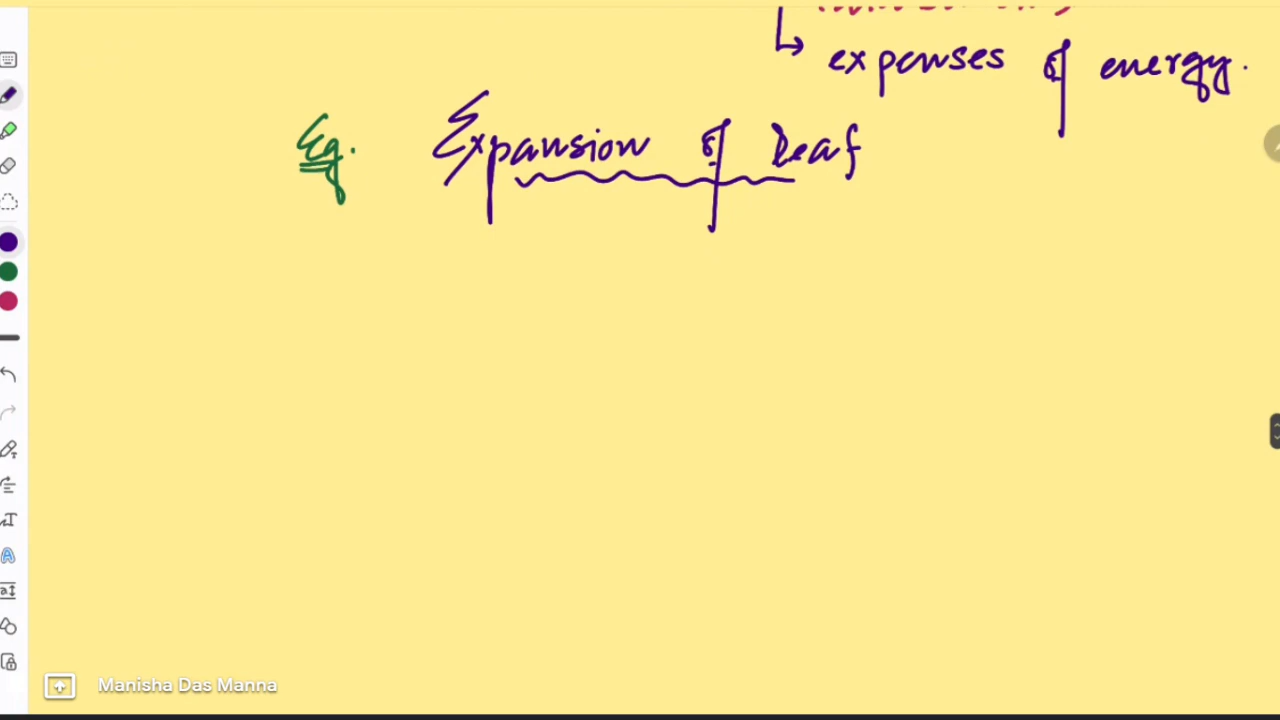 expenses of energy.
Eg. Expansion of Leaf
Manisha Das Manna